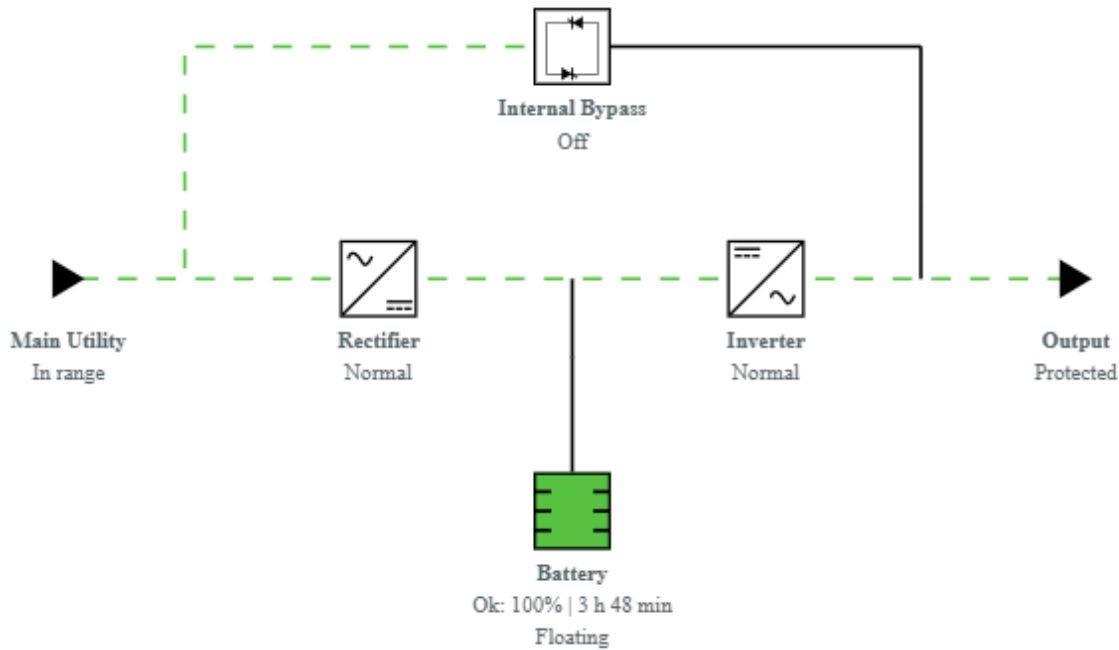 Internal Bypass
Off
Main Utility
In range
Rectifier
Normal
Inverter
Normal
Output
Protected
Battery
Ok: 100% | 3 h 48 min
Floating